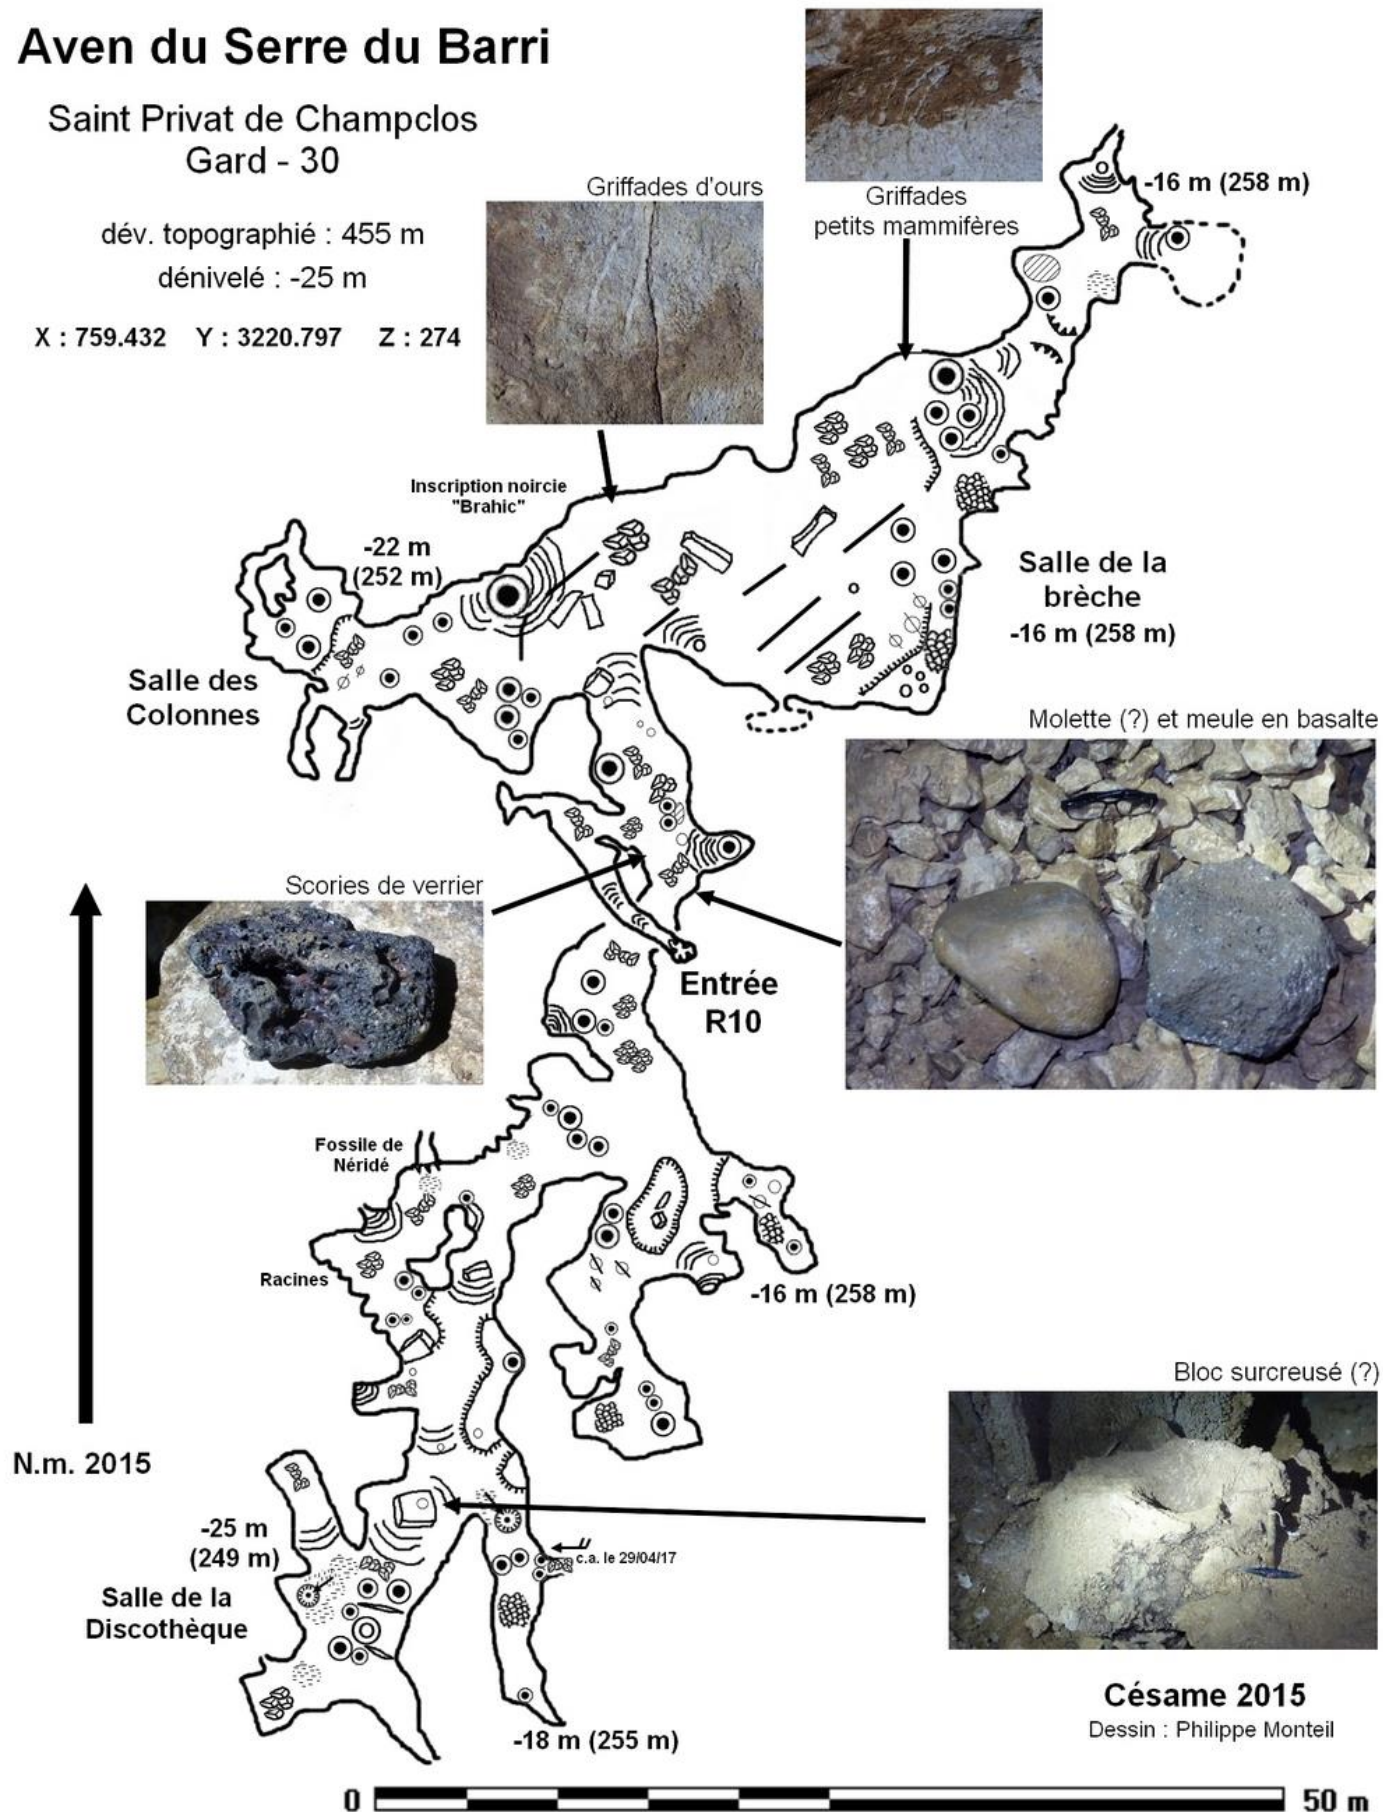 Aven du Serre du Barri
Saint Privat de Champclos
Gard - 30
dév. topographié : 455 m
dénivelé : -25 m
X : 759.432 Y : 3220.797 Z : 274
Griffades d'ours
Griffades
petits mammifères
-16 m (258 m)
Inscription noircie
"Brahic"
-22 m
(252 m)
Salle de la
brèche
-16 m (258 m)
Salle des
Colonnes
Molette (?) et meule en basalte
Scories de verrier
Entrée
R10
Fossile de
Néridé
Racines
-16 m (258 m)
Bloc surcreusé (?)
N.m. 2015
-25 m
(249 m)
c.a. le 29/04/17
Salle de la
Discothèque
-18 m (255 m)
Césame 2015
Dessin : Philippe Monteil
0 50 m